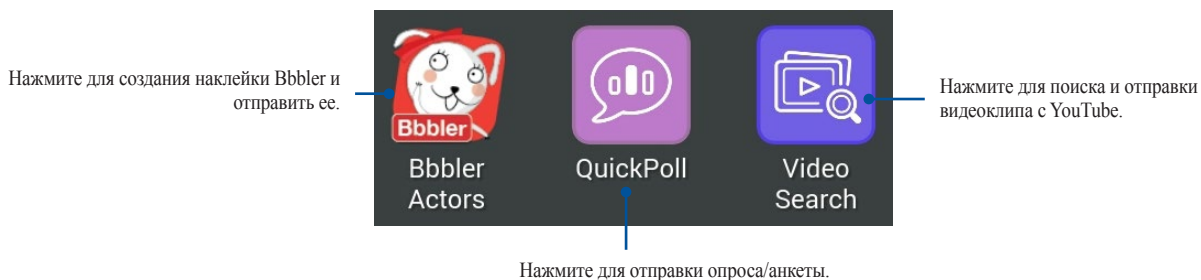 Нажмите для создания наклейки Bbbler и
отправить ее.
Bbbler
Bbbler
Actors
QuickPoll
Video
Search
Нажмите для поиска и отправки
видеоклипа с YouTube.
Нажмите для отправки опроса/анкеты.